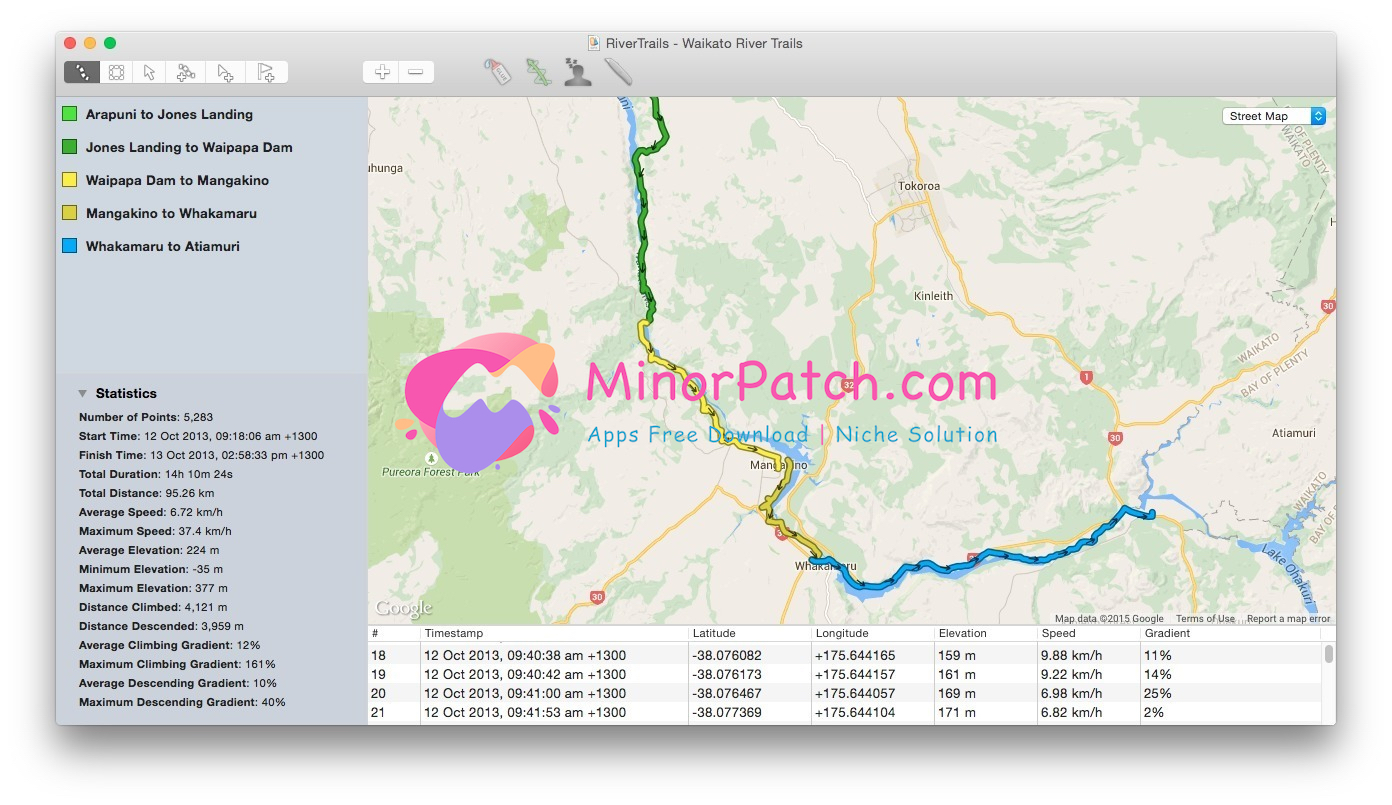 RiverTrails - Waikato River Trails
Arapuni to Jones Landing
Jones Landing to Waipapa Dam
Waipapa Dam to Mangakino
Mangakino to Whakamaru
Whakamaru to Atiamuri
Statistics
Number of Points: 5,283
Start Time: 12 Oct 2013, 09:18:06 am +1300
Finish Time: 13 Oct 2013, 02:58:33 pm +1300
Total Duration: 14h 10m 24s
Total Distance: 95.26 km
Average Speed: 6.72 km/h
Maximum Speed: 37.4 km/h
Average Elevation: 224 m
Minimum Elevation: -35 m
Maximum Elevation: 377 m
Distance Climbed: 4,121 m
Distance Descended: 3,959 m
Average Climbing Gradient: 12%
Maximum Climbing Gradient: 161%
Average Descending Gradient: 10%
Maximum Descending Gradient: 40%
Street Map
BAY OF PLENTY
WAIKATO
uhunga
Tokoroa
Kinleith
30
WAIKATO
BAY OF PLENTY
1
32
MinorPatch.com
Apps Free Download | Niche Solution
30
Atiamuri
Pureora Forest Park
Mangakino
WAIKATO
BAY OF
30
Whakamaru
Lake Ohakuri
30
Google
Map data ©2015 Google Terms of Use Report a map error
# Timestamp Latitude Longitude Elevation Speed Gradient
18 12 Oct 2013, 09:40:38 am +1300 -38.076082 +175.644165 159 m 9.88 km/h 11%
19 12 Oct 2013, 09:40:42 am +1300 -38.076173 +175.644157 161 m 9.22 km/h 14%
20 12 Oct 2013, 09:41:00 am +1300 -38.076467 +175.644057 169 m 6.98 km/h 25%
21 12 Oct 2013, 09:41:53 am +1300 -38.077369 +175.644104 171 m 6.82 km/h 2%